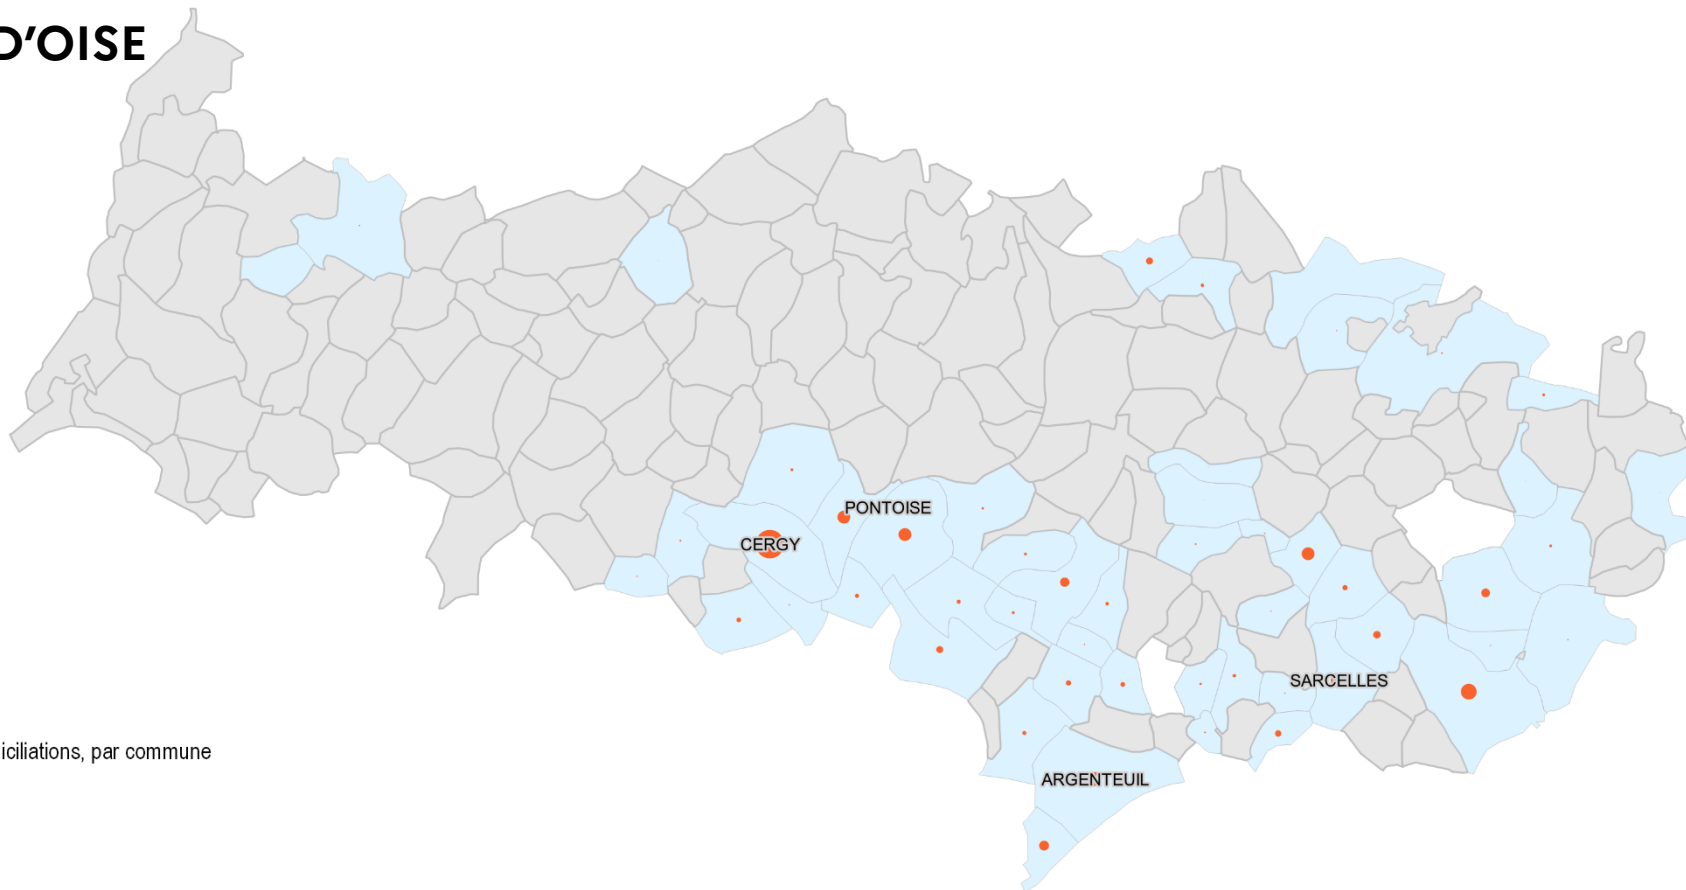 D'OISE
PONTOISE
CERGY
SARCELLES
iciliations, par commune
ARGENTEUIL